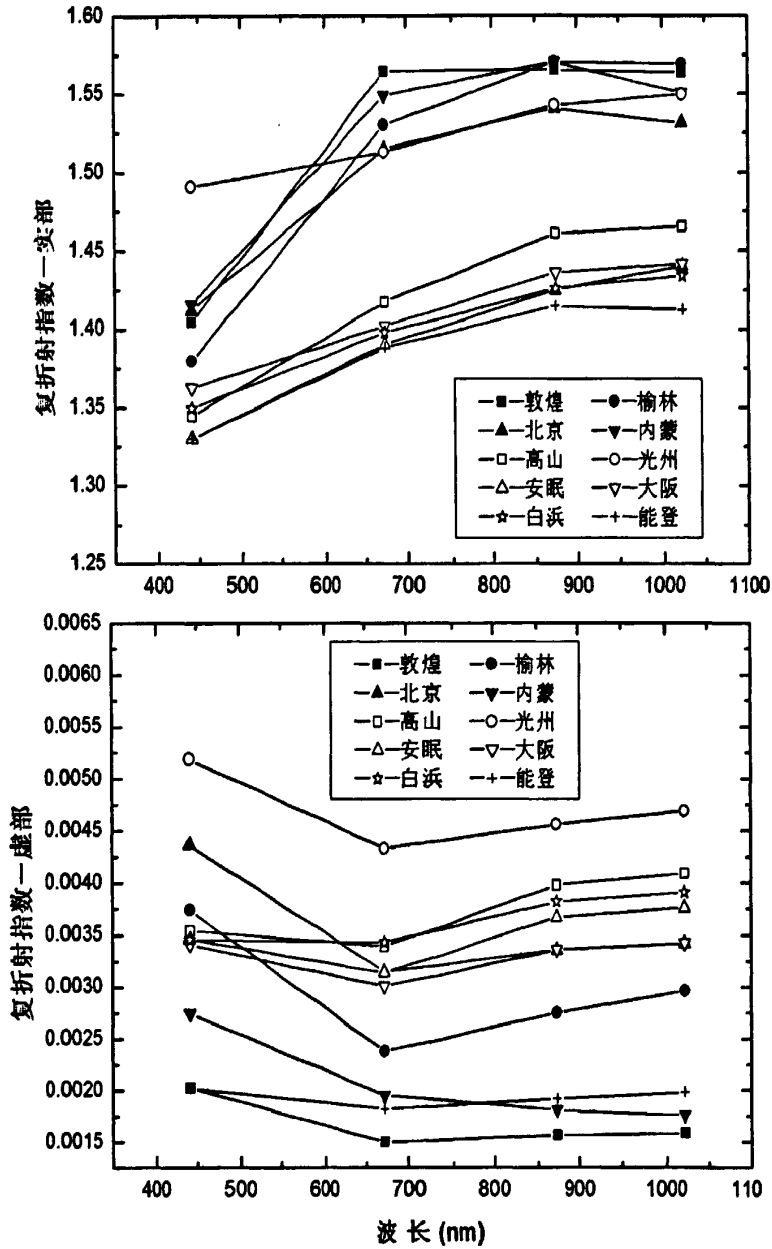 1.60
1.55
1.50
1.45
1.40
1.35
1.30
1.25
复折射指数—实部
敦煌 榆林
北京 内蒙
高山 光州
安眠 大阪
白浜 能登
400 500 600 700 800 900 1000 1100
0.0065
0.0060
0.0055
0.0050
0.0045
0.0040
0.0035
0.0030
0.0025
0.0020
0.0015
复折射指数—虚部
敦煌 榆林
北京 内蒙
高山 光州
安眠 大阪
白浜 能登
400 500 600 700 800 900 1000 1100
波长 (nm)